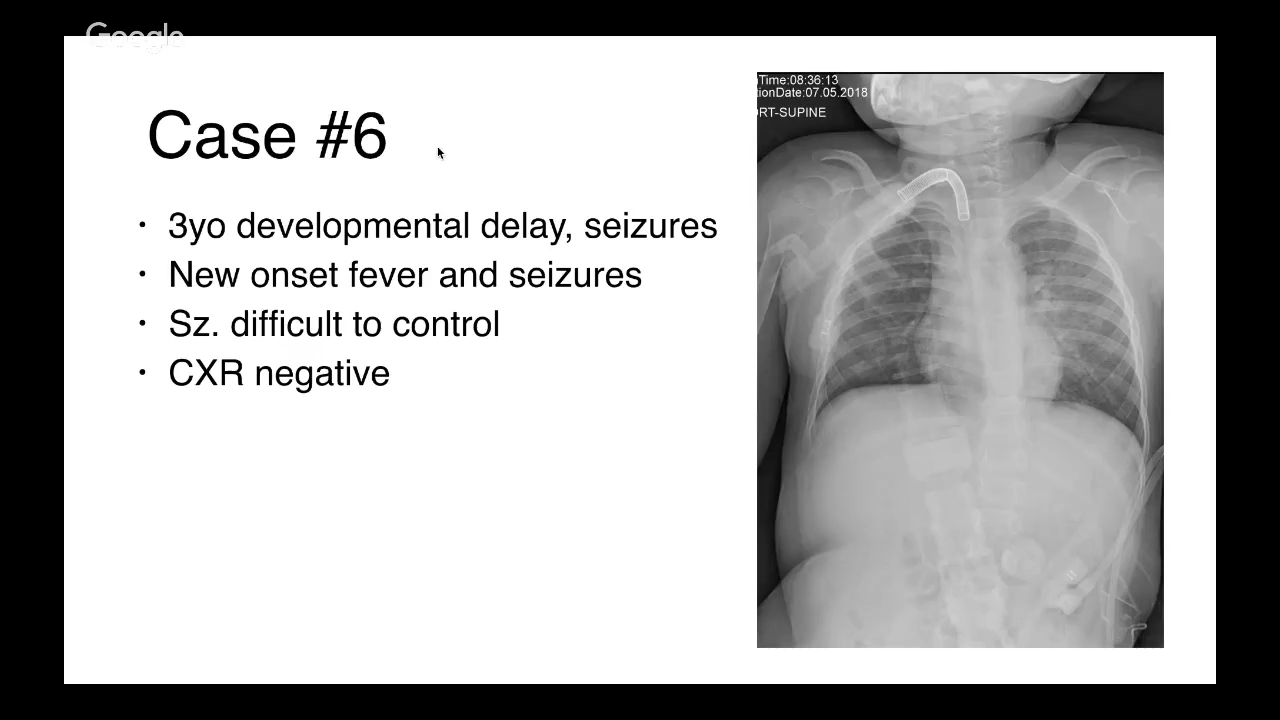 Google
Case #6
• 3yo developmental delay, seizures
• New onset fever and seizures
• Sz. difficult to control
• CXR negative
Time:08:36:13
ionDate:07.05.2018
RT-SUPINE